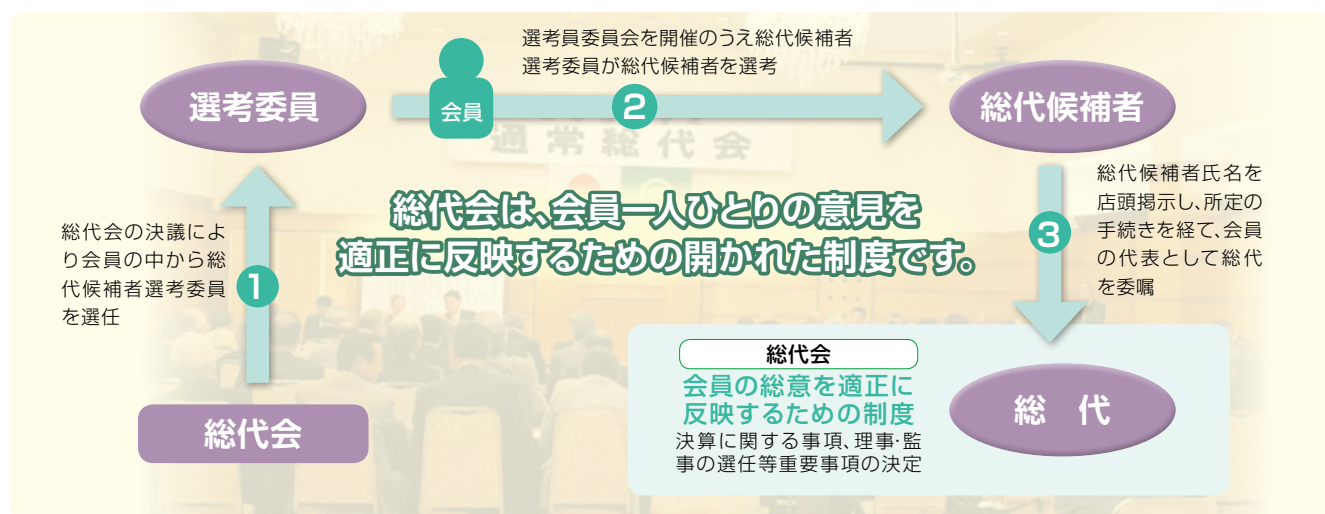 選考員委員会を開催のうえ総代候補者
選考委員が総代候補者を選考
選考委員
会員
2
総代候補者
通常総代会
総代会は、会員一人ひとりの意見を
適正に反映するための開かれた制度です。
総代候補者氏名を
店頭掲示し、所定の
手続きを経て、会員
の代表として総代
を委嘱
3
総代会の決議によ
り会員の中から総
代候補者選考委員
を選任
1
総代会
総代会
会員の総意を適正に
反映するための制度
決算に関する事項、理事・監
事の選任等重要事項の決定
総 代